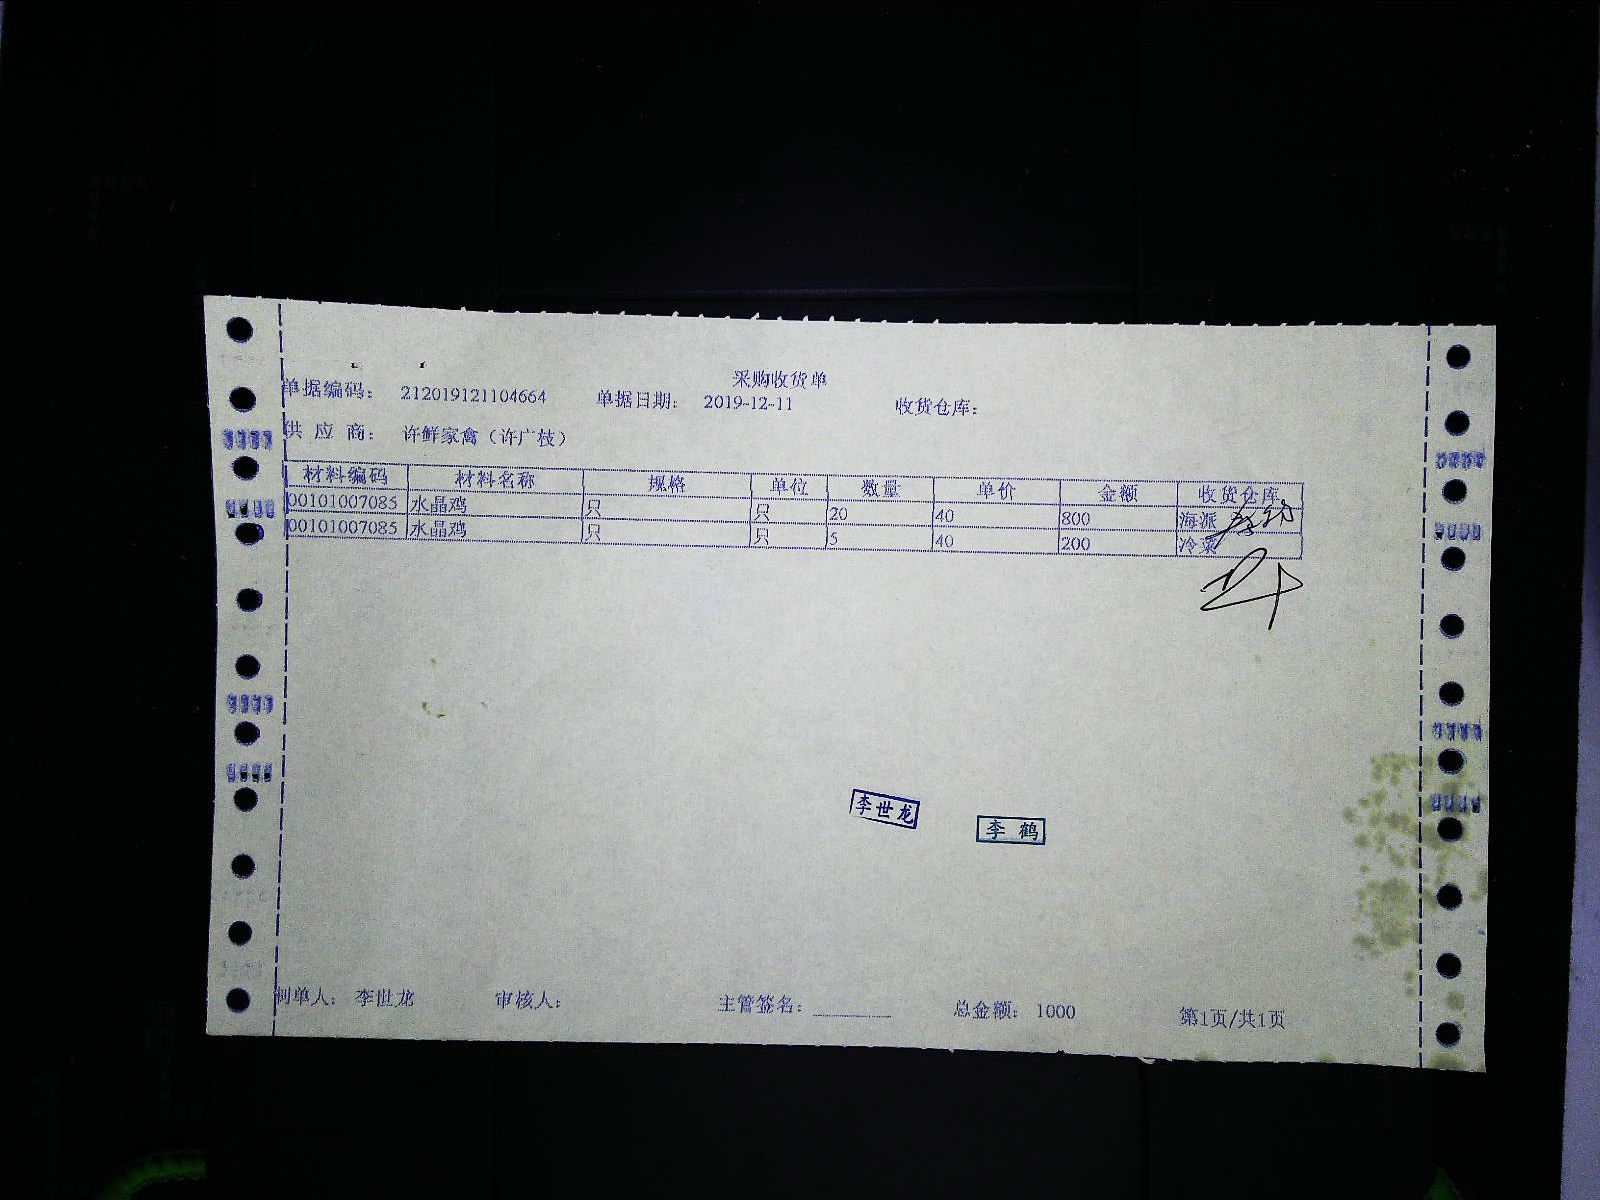 采购收货单
单据编码： 212019121104664 单据日期： 2019-12-11 收货仓库：
供 应 商： 许鲜家禽（许广枝）
材料编码 材料名称 规格 单位 数量 单价 金额 收货仓库
00101007085 水晶鸡 只 只 20 40 800 海派
00101007085 水晶鸡 只 只 5 40 200 冷菜
李世龙
李鹤
制单人： 李世龙 审核人： 主管签名： 总金额： 1000 第1页/共1页